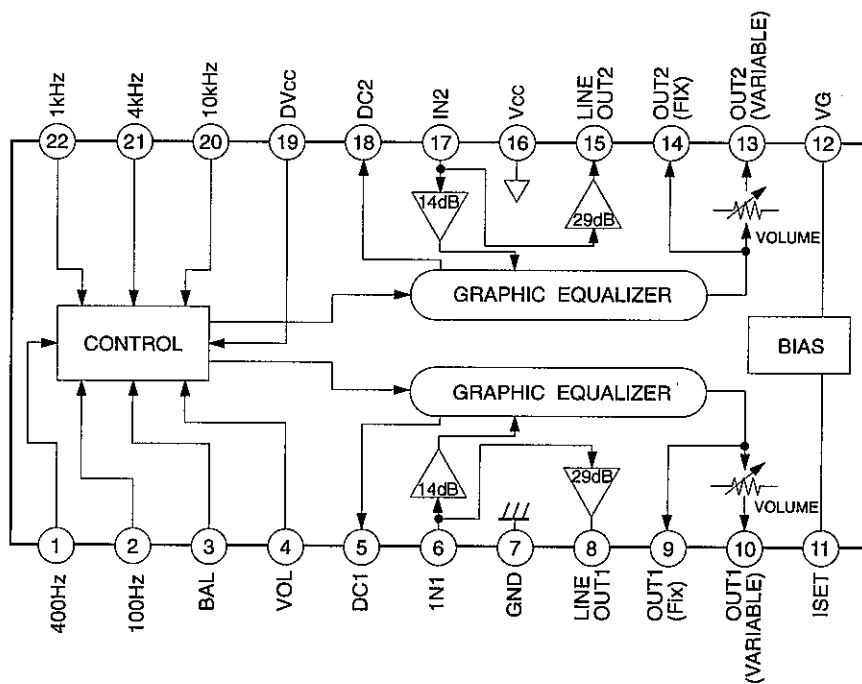 1kHz
4kHz
10kHz
DVcc
DC2
IN2
Vcc
LINE
OUT2
OUT2
(FIX)
OUT2
(VARIABLE)
VG
22
21
20
19
18
17
16
15
14
13
12
14dB
29dB
VOLUME
GRAPHIC EQUALIZER
CONTROL
BIAS
GRAPHIC EQUALIZER
14dB
29dB
VOLUME
1
2
3
4
5
6
7
8
9
10
11
400Hz
100Hz
BAL
VOL
DC1
1N1
GND
LINE
OUT1
OUT1
(Fix)
OUT1
(VARIABLE)
ISET